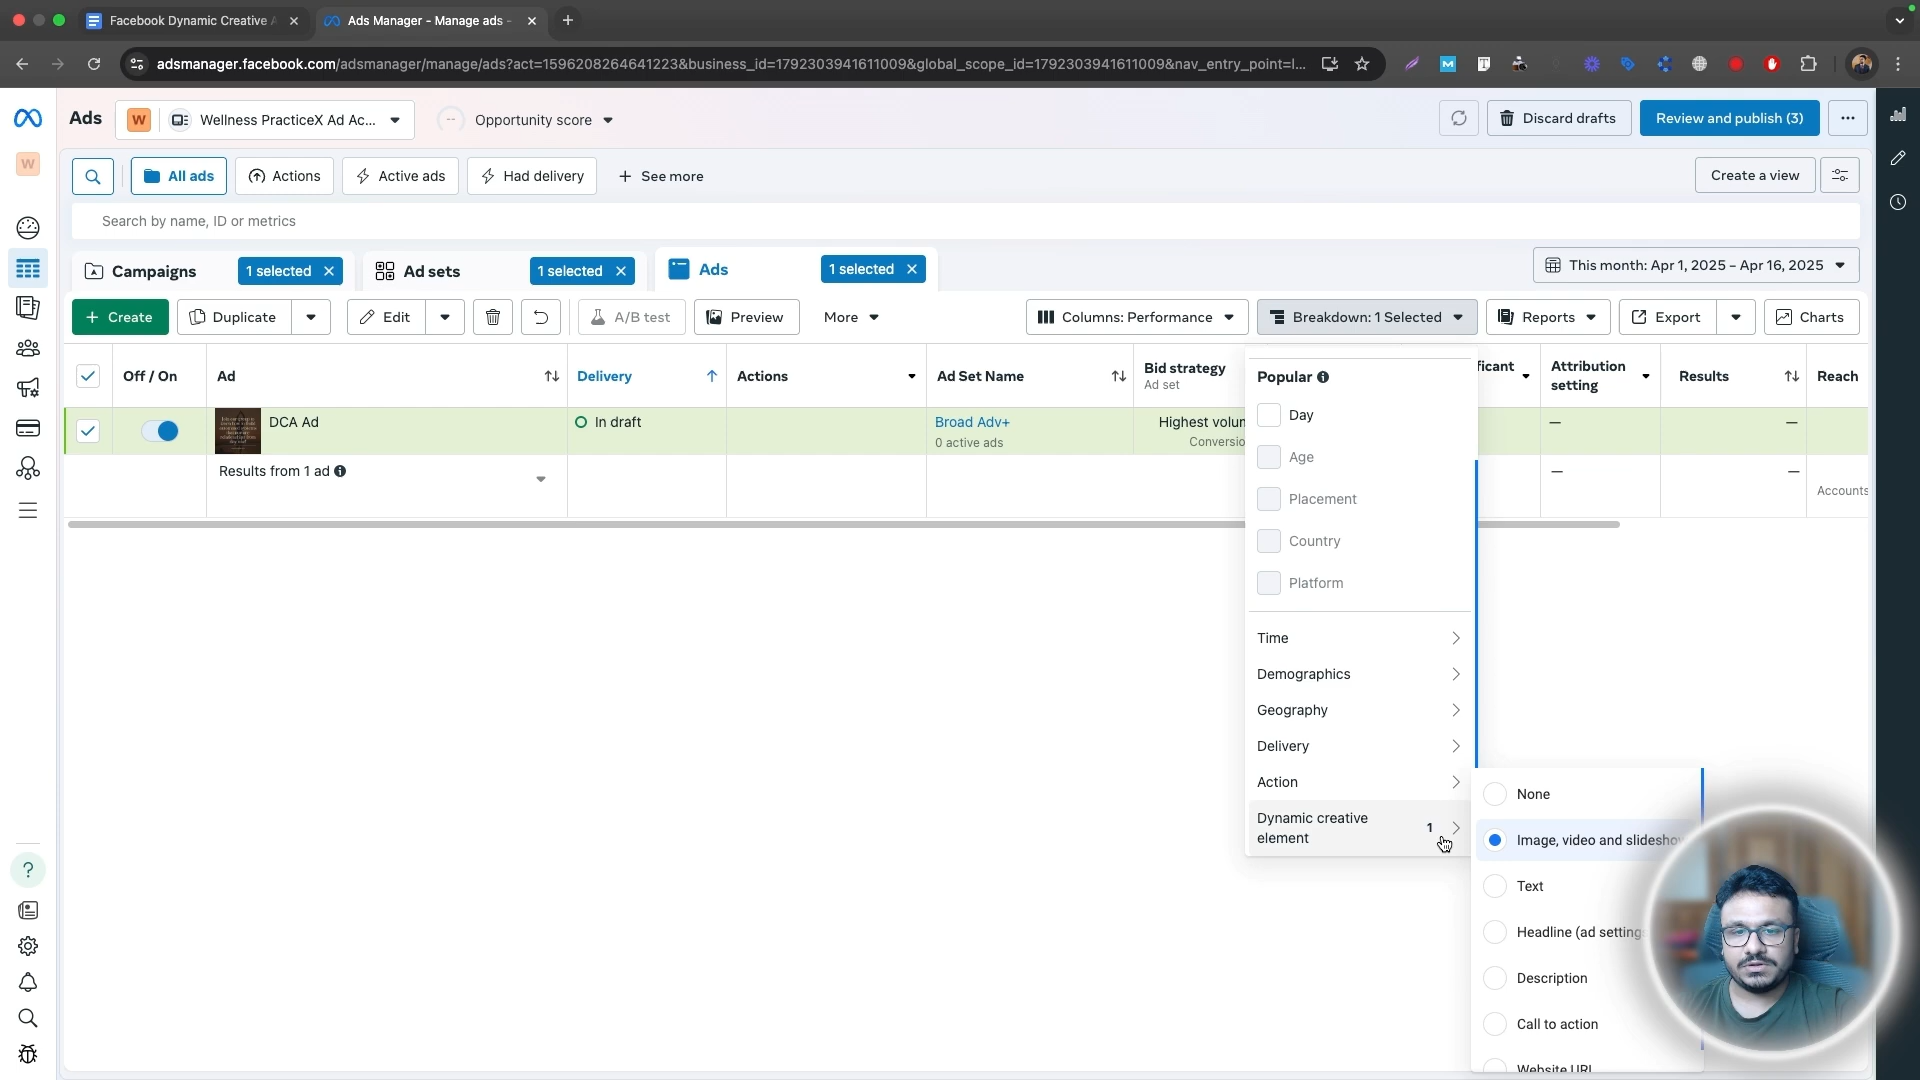 Facebook Dynamic Creative
Ads Manager - Manage ads -
adsmanager.facebook.com/adsmanager/manage/ads?act=1596208264641223&business_id=1792303941611009&global_scope_id=1792303941611009&nav_entry_point=l...
Ads
W
Wellness PracticeX Ad Ac...
--
Opportunity score
Discard drafts
Review and publish (3)
W
All ads
Actions
Active ads
Had delivery
See more
Create a view
Search by name, ID or metrics
Campaigns
1 selected
Ad sets
1 selected
Ads
1 selected
This month: Apr 1, 2025 – Apr 16, 2025
Create
Duplicate
Edit
A/B test
Preview
More
Columns: Performance
Breakdown: 1 Selected
Reports
Export
Charts
Off / On
Ad
Delivery
Actions
Ad Set Name
Bid strategy
Ad set
Attribution
setting
Results
Reach
DCA Ad
In draft
Broad Adv+
0 active ads
Highest
—
—
Results from 1 ad
—
—
Accounts
Popular
Day
Age
Placement
Country
Platform
Time
Demographics
Geography
Delivery
Action
Dynamic creative
element
1
None
Image, video and
Text
Headline (ad
Description
Call to action
Website URL